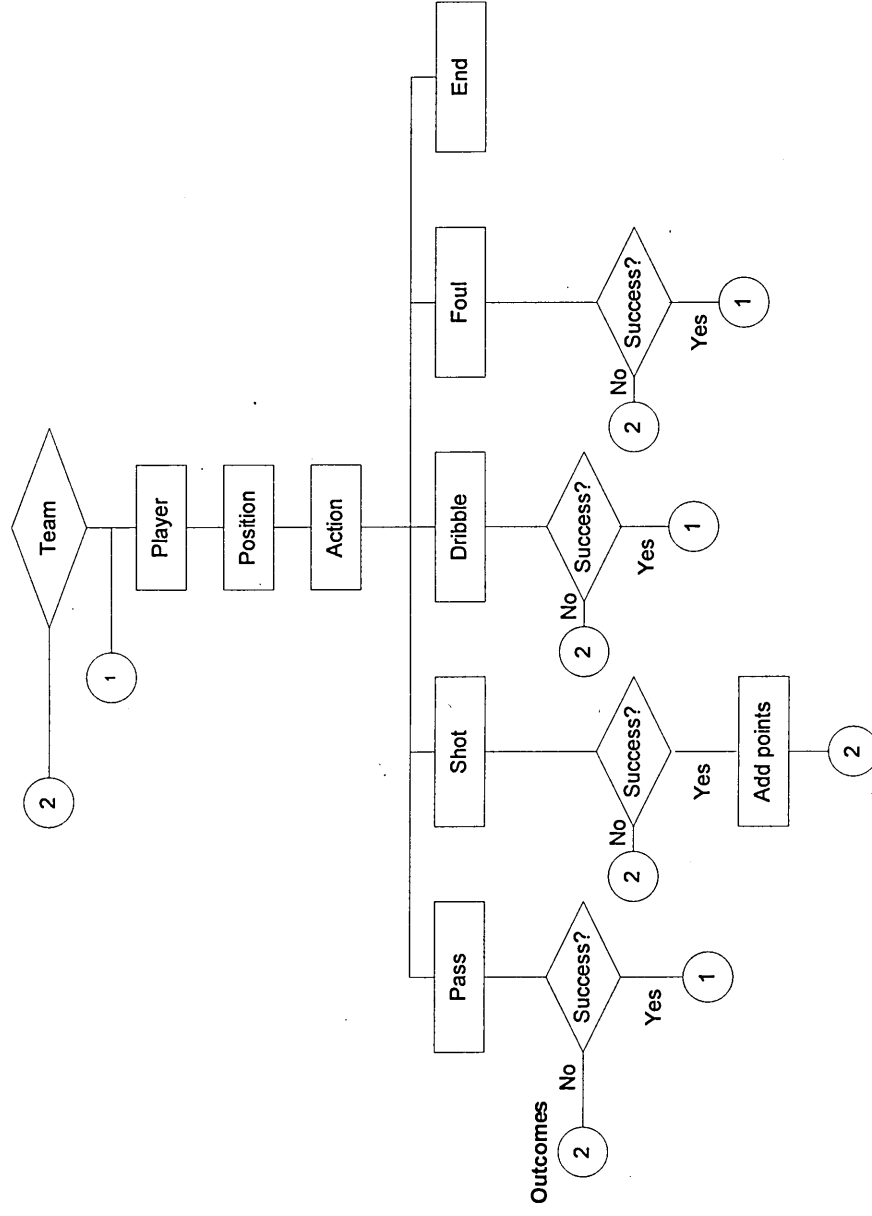 Team
2
1
Player
Position
Action
Pass
Shot
Dribble
Foul
End
Outcomes
Success?
No
2
Yes
1
Success?
No
2
Yes
Add points
2
Success?
No
2
Yes
1
Success?
No
2
Yes
1